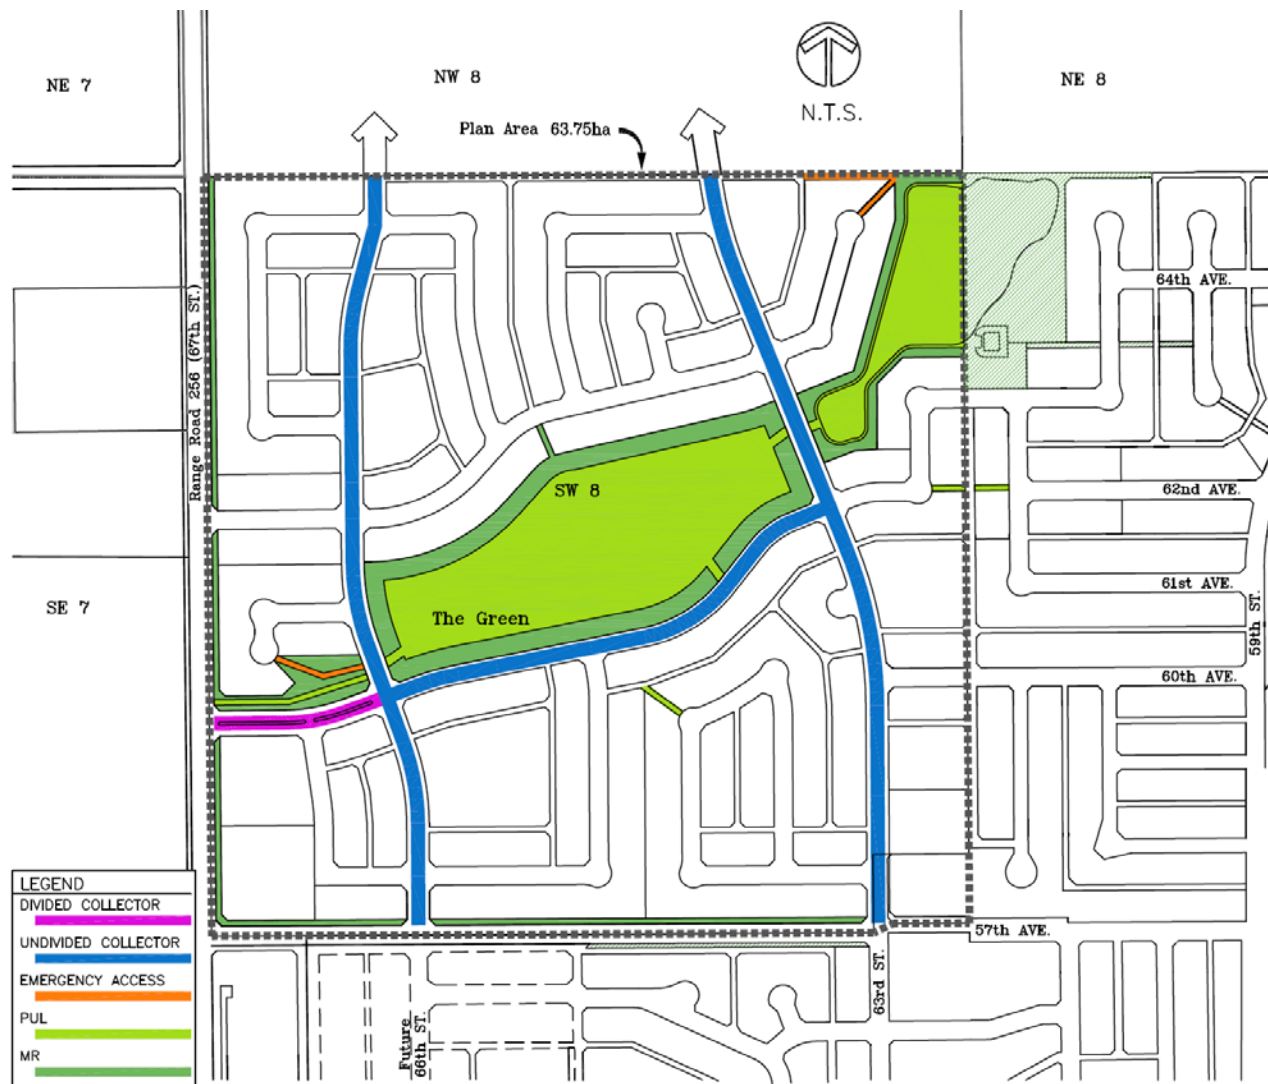 NE 7
NW 8
NE 8
N.T.S.
Plan Area 63.75ha
Range Road 256 (67th ST.)
64th AVE.
SW 8
62nd AVE.
61st AVE.
SE 7
The Green
59th ST.
60th AVE.
LEGEND
DIVIDED COLLECTOR
UNDIVIDED COLLECTOR
EMERGENCY ACCESS
PUL
MR
57th AVE.
63rd ST.
Future
66th ST.